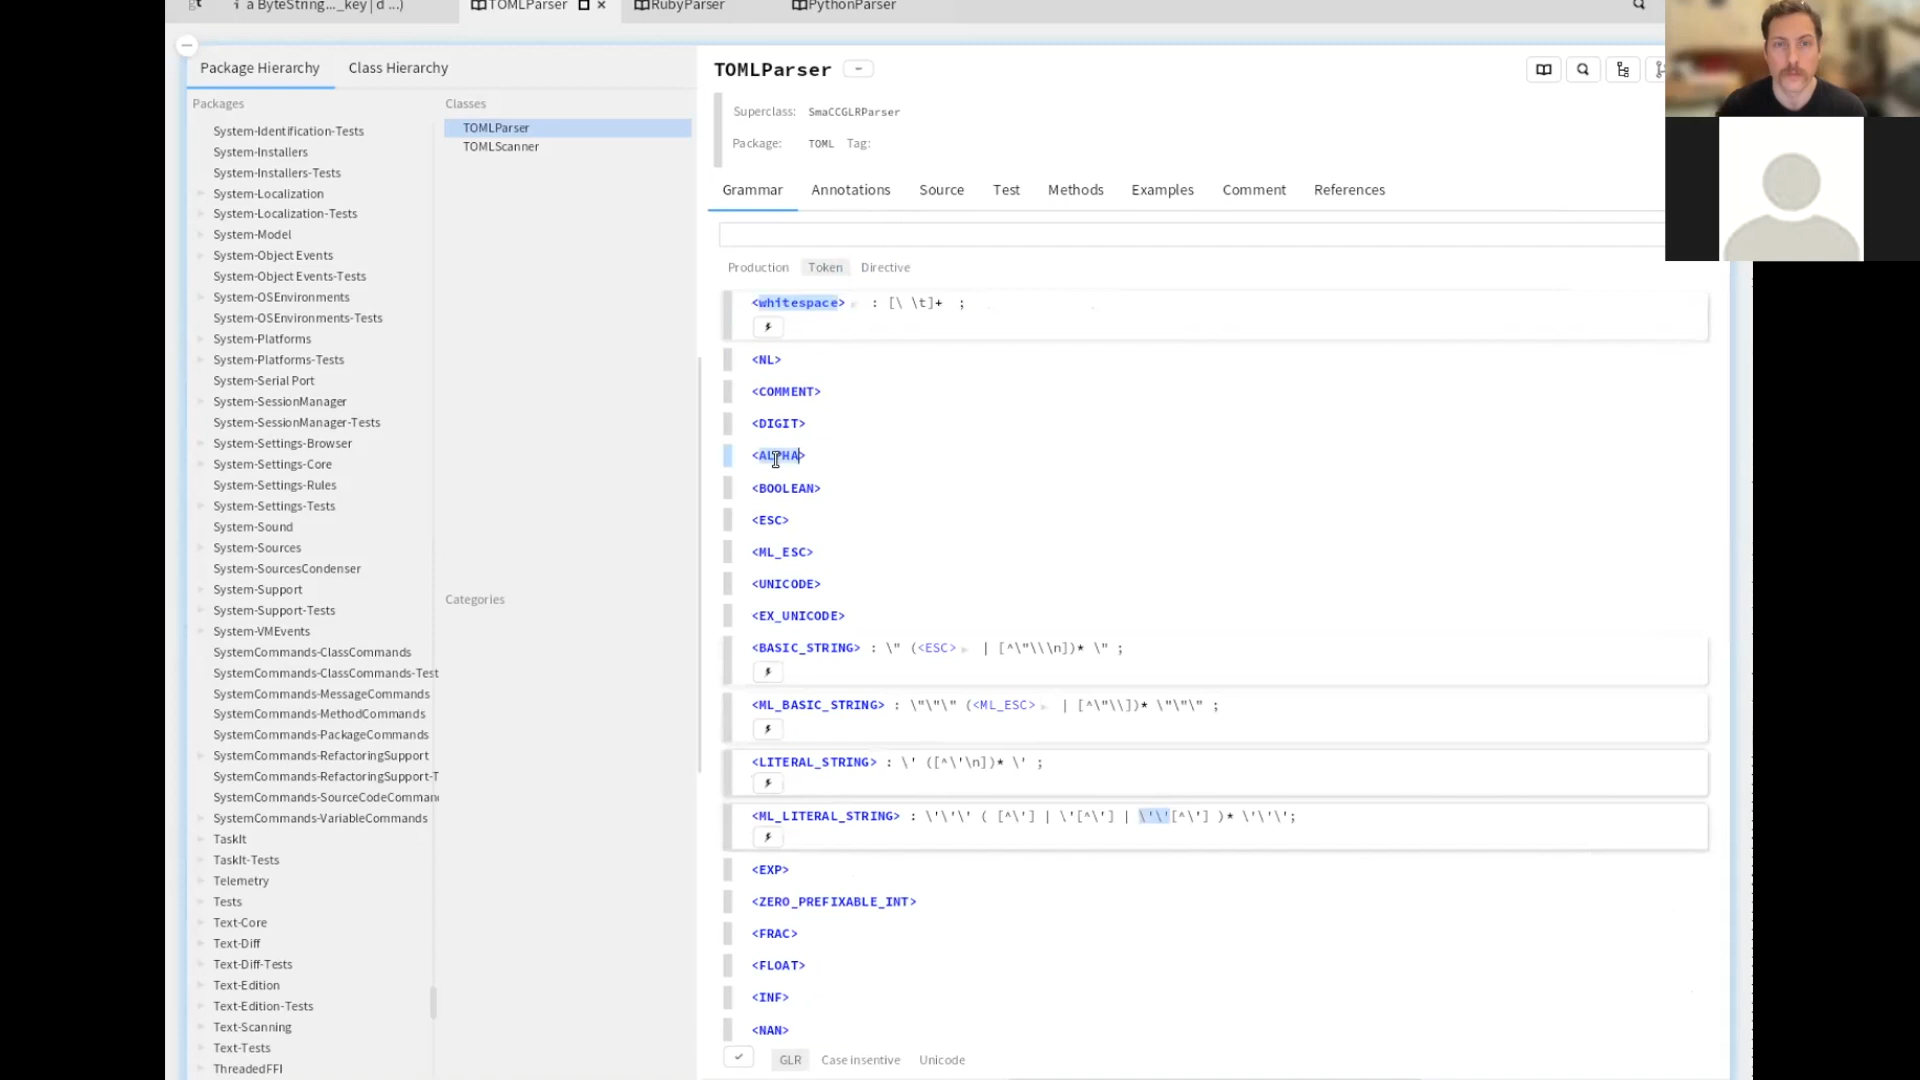 gt
i a ByteString..._key | d ...)
TOMLParser
RubyParser
PythonParser
Package Hierarchy
Class Hierarchy
Packages
System-Identification-Tests
System-Installers
System-Installers-Tests
System-Localization
System-Localization-Tests
System-Model
System-Object Events
System-Object Events-Tests
System-OSEnvironments
System-OSEnvironments-Tests
System-Platforms
System-Platforms-Tests
System-Serial Port
System-SessionManager
System-SessionManager-Tests
System-Settings-Browser
System-Settings-Core
System-Settings-Rules
System-Settings-Tests
System-Sound
System-Sources
System-SourcesCondenser
System-Support
System-Support-Tests
System-VMEvents
SystemCommands-ClassCommands
SystemCommands-ClassCommands-Test
SystemCommands-MessageCommands
SystemCommands-MethodCommands
SystemCommands-PackageCommands
SystemCommands-RefactoringSupport
SystemCommands-RefactoringSupport-T
SystemCommands-SourceCodeCommand
SystemCommands-VariableCommands
TaskIt
TaskIt-Tests
Telemetry
Tests
Text-Core
Text-Diff
Text-Diff-Tests
Text-Edition
Text-Edition-Tests
Text-Scanning
Text-Tests
ThreadedFFI
Classes
TOMLParser
TOMLScanner
Categories
TOMLParser
Superclass: SmaCCGLRParser
Package: TOML Tag:
Grammar Annotations Source Test Methods Examples Comment References
Production Token Directive
<whitespace> : [\ \t]+ ;
<NL>
<COMMENT>
<DIGIT>
<ALPHA>
<BOOLEAN>
<ESC>
<ML_ESC>
<UNICODE>
<EX_UNICODE>
<BASIC_STRING> : \" (<ESC> | [^\"\\\n])* \" ;
<ML_BASIC_STRING> : \"\"\" (<ML_ESC> | [^\"\\])* \"\"\" ;
<LITERAL_STRING> : \' ([^\'\n])* \' ;
<ML_LITERAL_STRING> : \'\'\' ( [^\'] | \'[^\'] | \'\'[^\'] )* \'\'\';
<EXP>
<ZERO_PREFIXABLE_INT>
<FRAC>
<FLOAT>
<INF>
<NAN>
GLR Case insentive Unicode